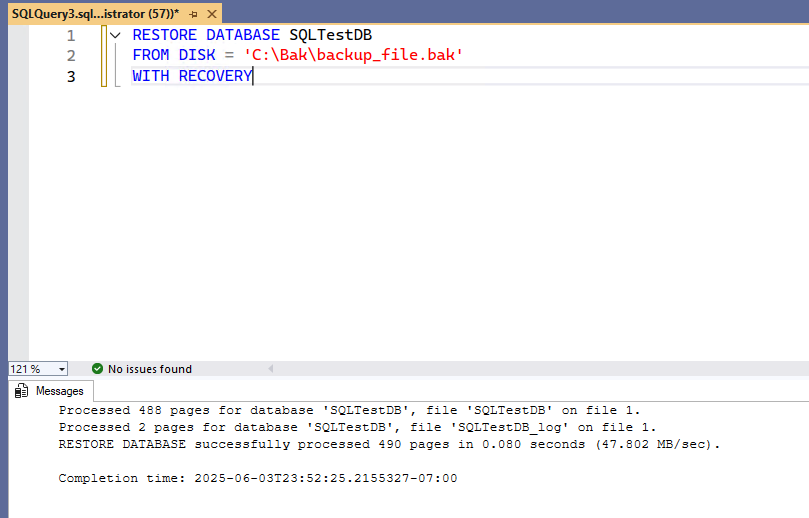 SQLQuery3.sql...istrator (57))*
1 RESTORE DATABASE SQLTestDB
2 FROM DISK = 'C:\Bak\backup_file.bak'
3 WITH RECOVERY
121 % No issues found
Messages
Processed 488 pages for database 'SQLTestDB', file 'SQLTestDB' on file 1.
Processed 2 pages for database 'SQLTestDB', file 'SQLTestDB_log' on file 1.
RESTORE DATABASE successfully processed 490 pages in 0.080 seconds (47.802 MB/sec).
Completion time: 2025-06-03T23:52:25.2155327-07:00